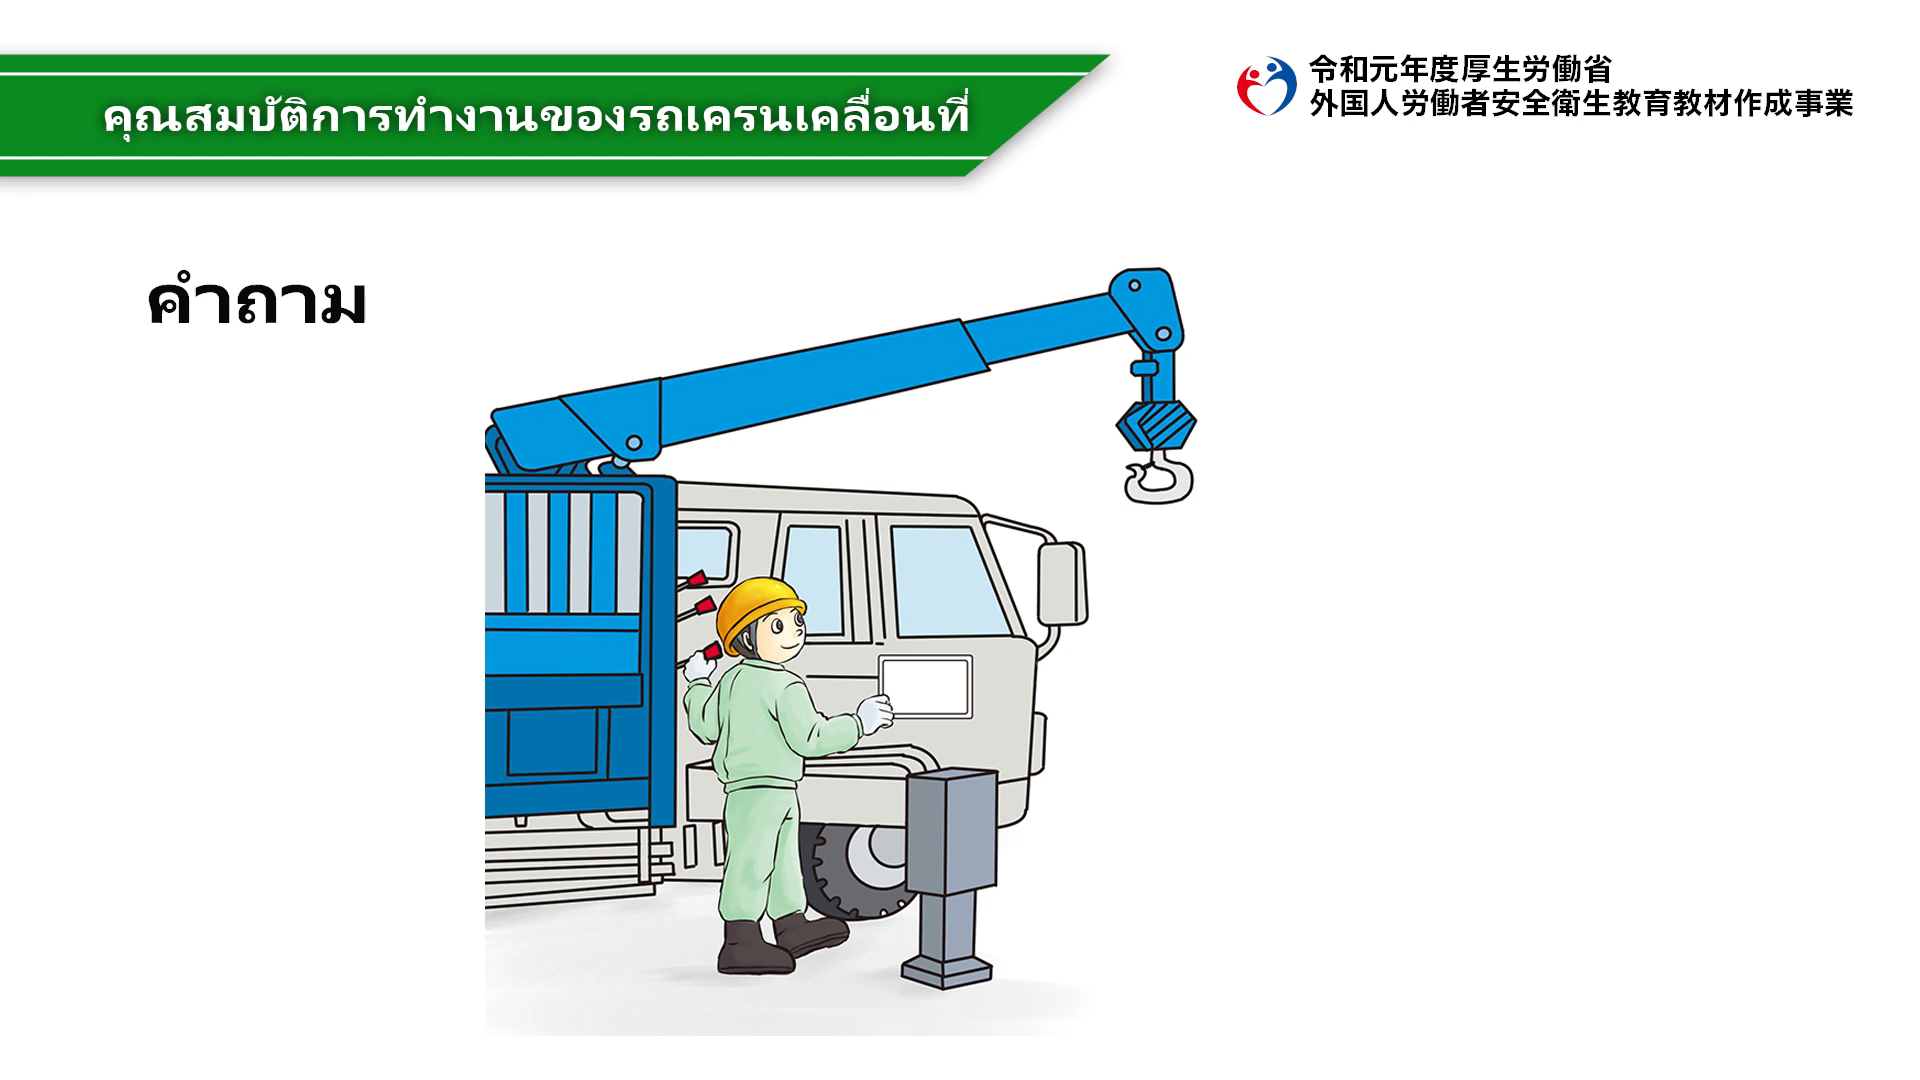 คุณสมบัติการทำงานของรถเครนเคลื่อนที่
令和元年度厚生労働省
外国人労働者安全衛生教育教材作成事業
คำถาม